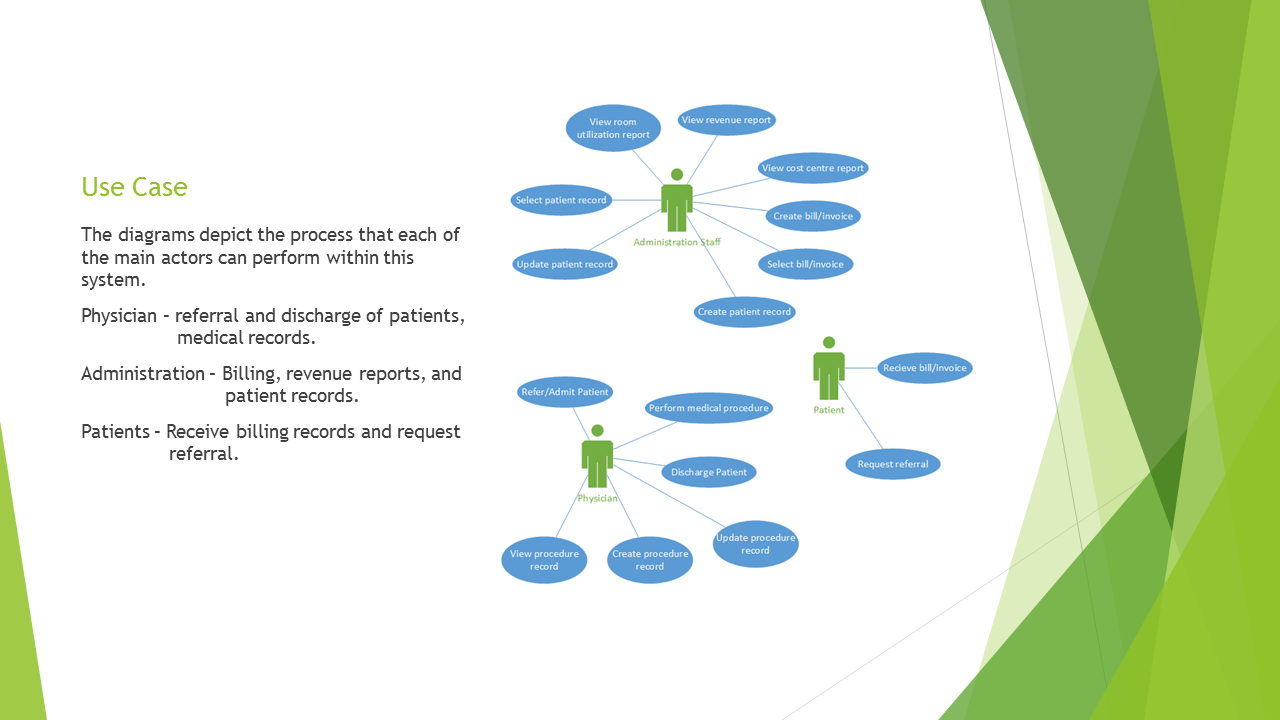 Use Case
The diagrams depict the process that each of
the main actors can perform within this
system.
Physician – referral and discharge of patients,
medical records.
Administration – Billing, revenue reports, and
patient records.
Patients – Receive billing records and request
referral.
View room
utilization report
View revenue report
View cost centre report
Select patient record
Create bill/invoice
Administration Staff
Update patient record
Select bill/invoice
Create patient record
Recieve bill/invoice
Patient
Request referral
Refer/Admit Patient
Perform medical procedure
Discharge Patient
Physician
View procedure
record
Create procedure
record
Update procedure
record